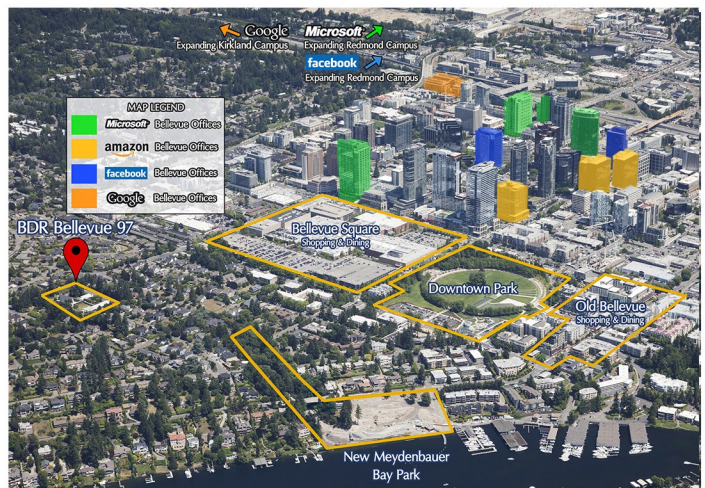 Google
Expanding Kirkland Campus
Microsoft
Expanding Redmond Campus
facebook
Expanding Redmond Campus
MAP LEGEND
Microsoft Bellevue Offices
amazon Bellevue Offices
facebook Bellevue Offices
Google Bellevue Offices
BDR Bellevue 97
Bellevue Square
Shopping & Dining
Downtown Park
Old Bellevue
Shopping & Dining
New Meydenbauer
Bay Park